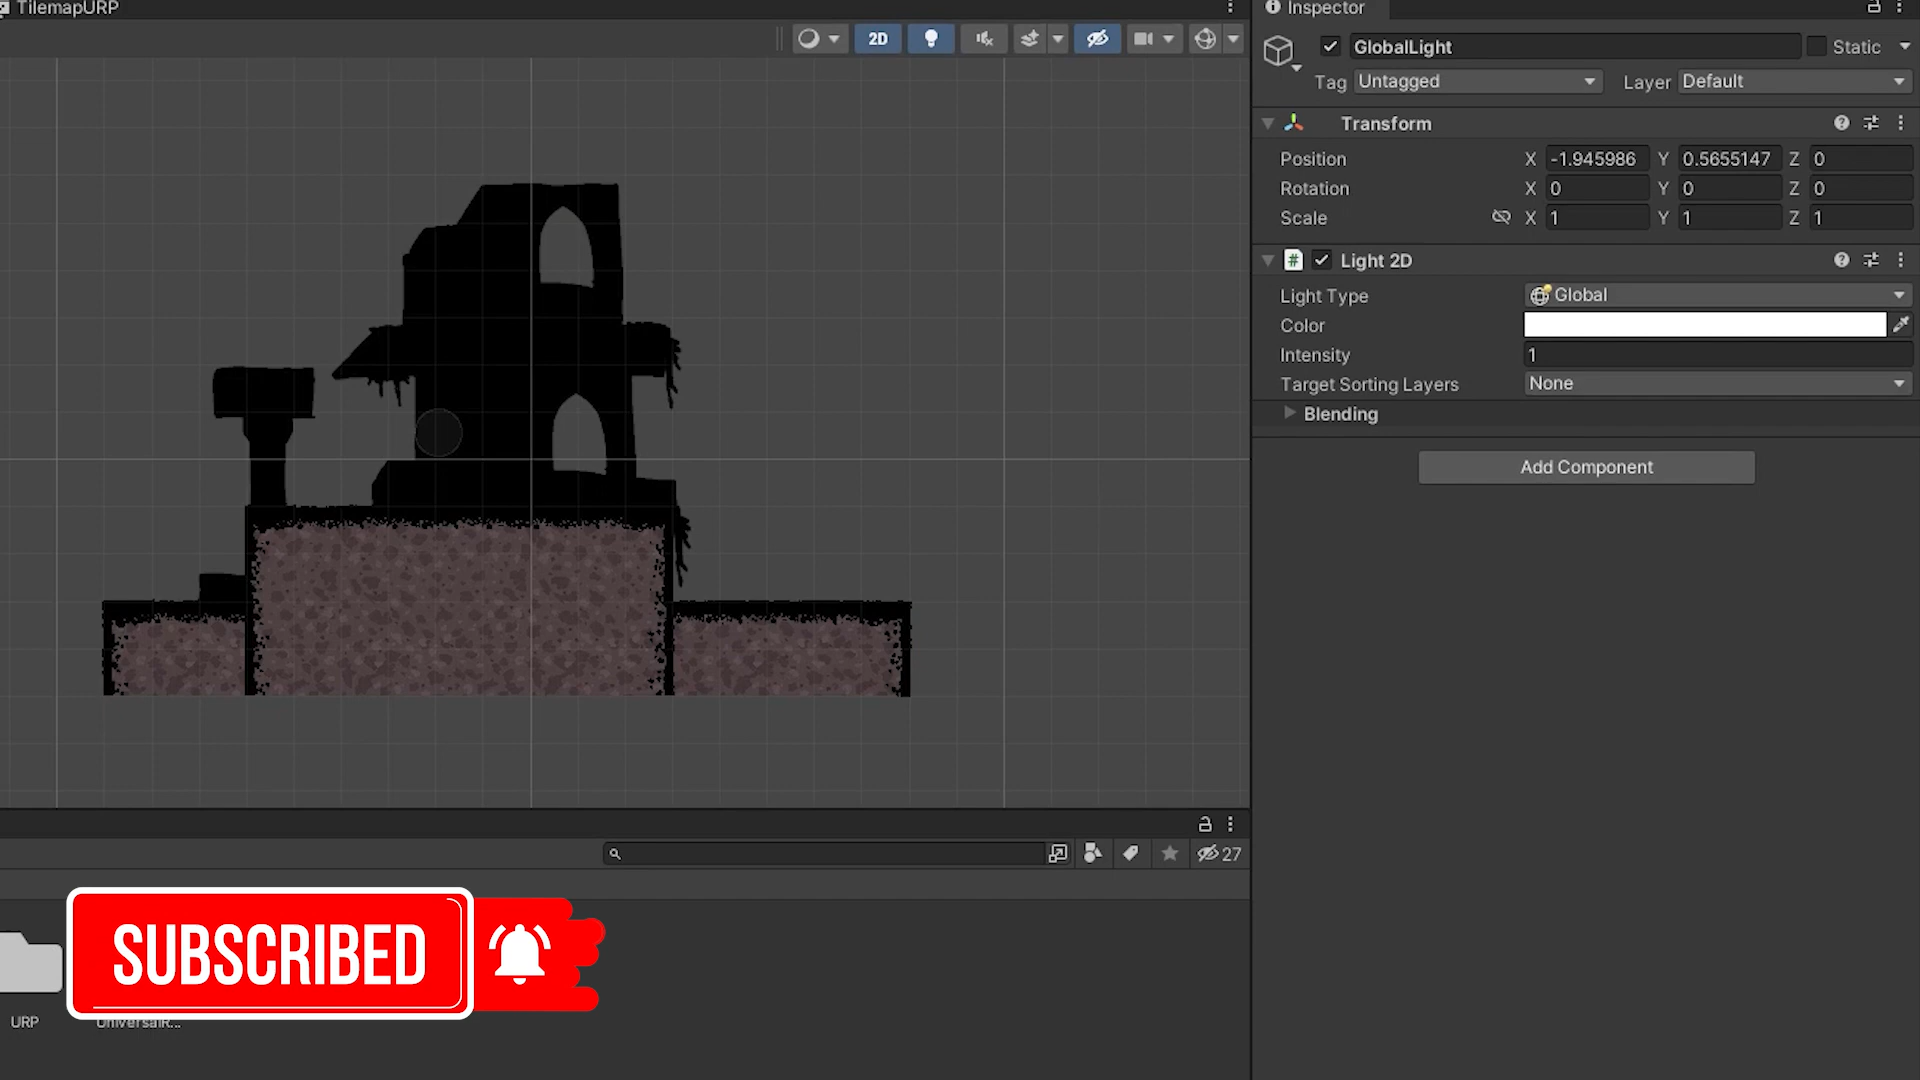 TilemapURP
2D
Inspector
GlobalLight
Static
Tag
Untagged
Layer
Default
Transform
Position
X
-1.945986
Y
0.5655147
Z
0
Rotation
X
0
Y
0
Z
0
Scale
X
1
Y
1
Z
1
#
Light 2D
Light Type
Global
Color
Intensity
1
Target Sorting Layers
None
Blending
Add Component
27
SUBSCRIBED
URP
UniversalR...